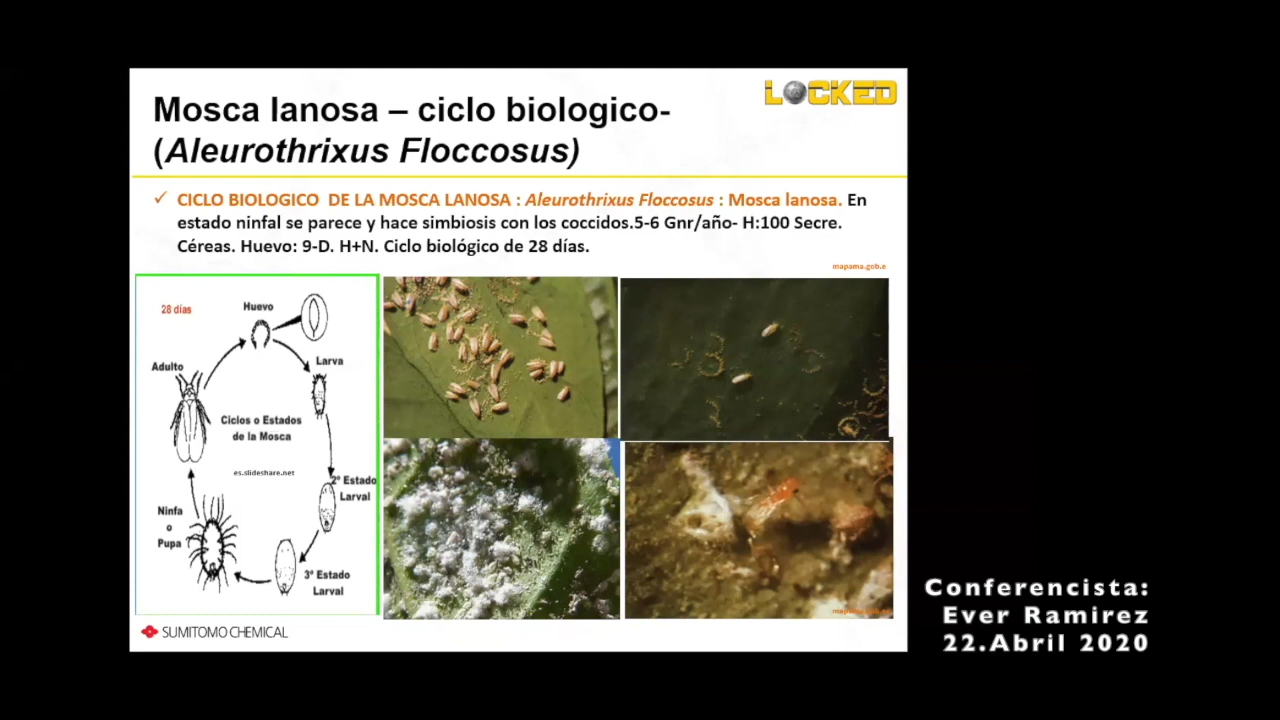 LOCKED
Mosca lanosa – ciclo biologico-
(Aleurothrixus Floccosus)
✓ CICLO BIOLOGICO DE LA MOSCA LANOSA : Aleurothrixus Floccosus : Mosca lanosa. En
estado ninfal se parece y hace simbiosis con los coccidos.5-6 Gnr/año- H:100 Secre.
Céreas. Huevo: 9-D. H+N. Ciclo biológico de 28 días.
mapama.gob.e
28 días
Huevo
Larva
Adulto
Ciclos o Estados
de la Mosca
es.slideshare.net
2º Estado
Larval
Ninfa
o
Pupa
3º Estado
Larval
SUMITOMO CHEMICAL
Conferencista:
Ever Ramirez
22.Abril 2020